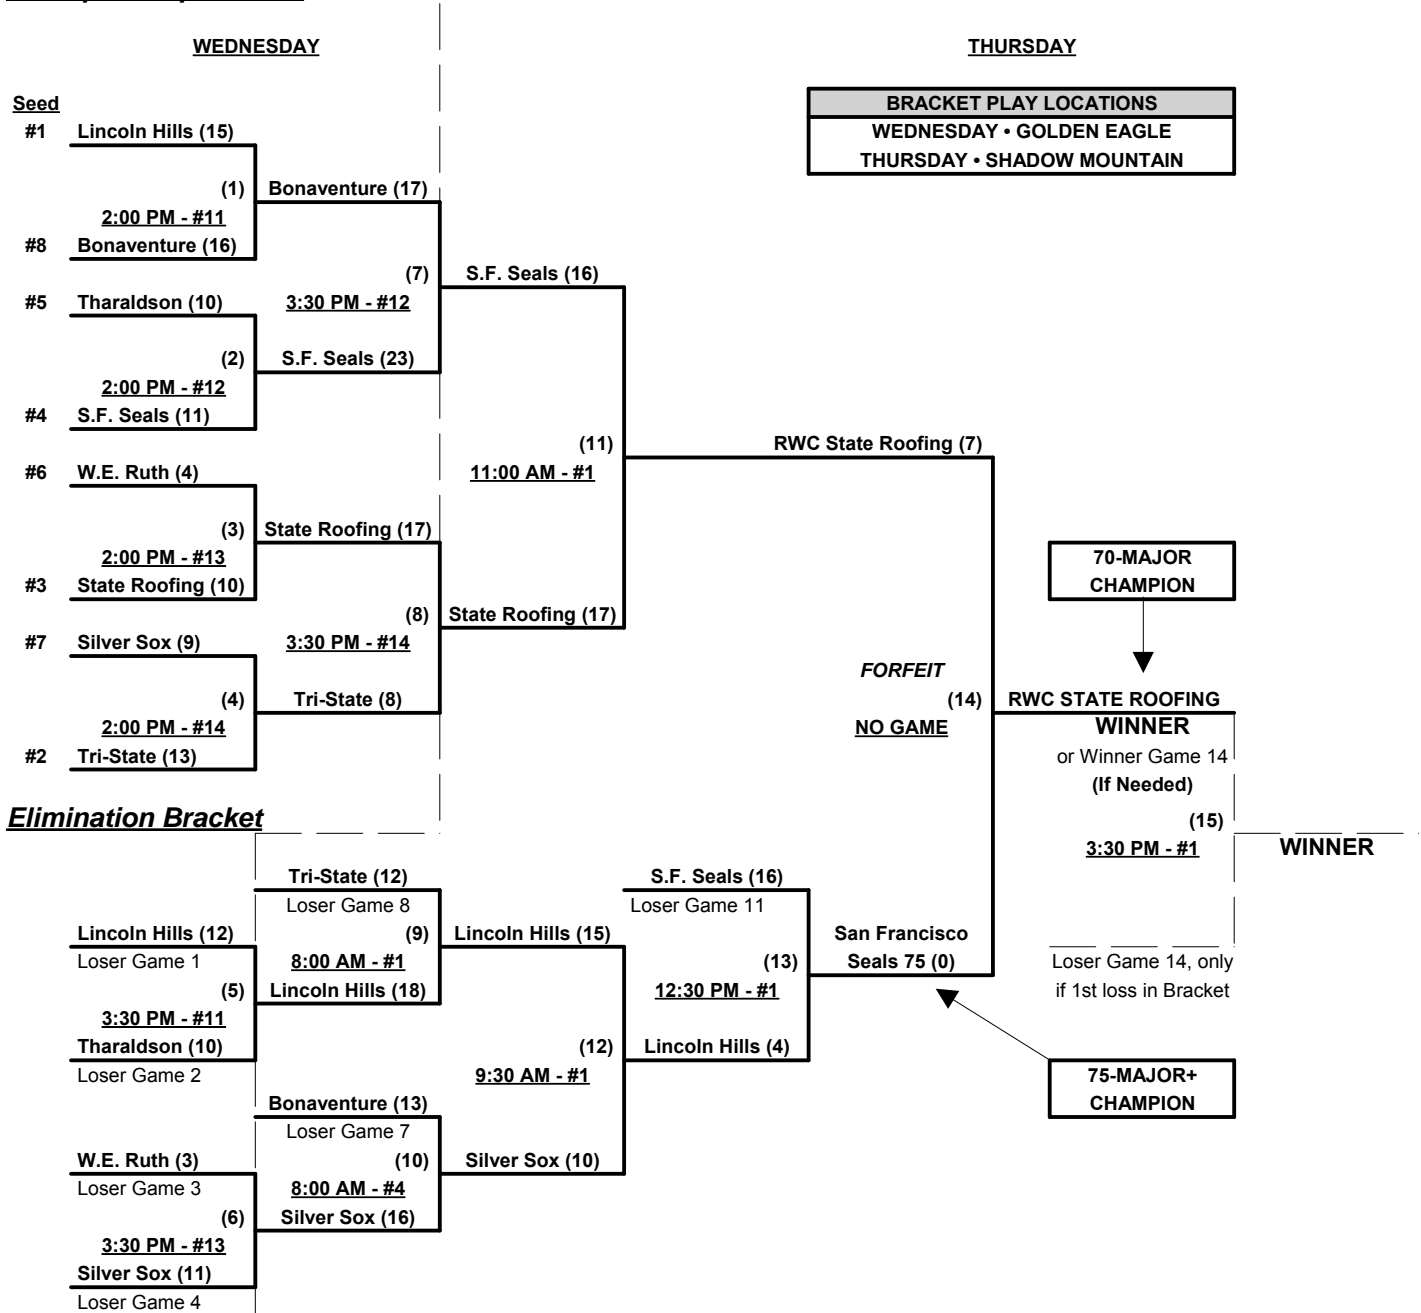 WEDNESDAY
THURSDAY
Seed
BRACKET PLAY LOCATIONS
WEDNESDAY • GOLDEN EAGLE
THURSDAY • SHADOW MOUNTAIN
#1 Lincoln Hills (15)
(1) Bonaventure (17)
2:00 PM - #11
#8 Bonaventure (16)
(7) S.F. Seals (16)
#5 Tharaldson (10) 3:30 PM - #12
(2) S.F. Seals (23)
2:00 PM - #12
#4 S.F. Seals (11)
(11) RWC State Roofing (7)
#6 W.E. Ruth (4) 11:00 AM - #1
(3) State Roofing (17)
2:00 PM - #13
70-MAJOR
#3 State Roofing (10) CHAMPION
(8) State Roofing (17)
#7 Silver Sox (9) 3:30 PM - #14
FORFEIT
(4) Tri-State (8) (14) RWC STATE ROOFING
2:00 PM - #14 NO GAME WINNER
#2 Tri-State (13) or Winner Game 14
(If Needed)
Elimination Bracket (15)
3:30 PM - #1 WINNER
Tri-State (12) S.F. Seals (16)
Loser Game 8 Loser Game 11
Lincoln Hills (12) (9) Lincoln Hills (15) San Francisco
Loser Game 1 8:00 AM - #1 (13) Seals 75 (0) Loser Game 14, only
(5) Lincoln Hills (18) 12:30 PM - #1 if 1st loss in Bracket
3:30 PM - #11
Tharaldson (10) (12) Lincoln Hills (4)
Loser Game 2 9:30 AM - #1 75-MAJOR+
Bonaventure (13) CHAMPION
Loser Game 7
W.E. Ruth (3) (10) Silver Sox (10)
Loser Game 3 8:00 AM - #4
(6) Silver Sox (16)
3:30 PM - #13
Silver Sox (11)
Loser Game 4